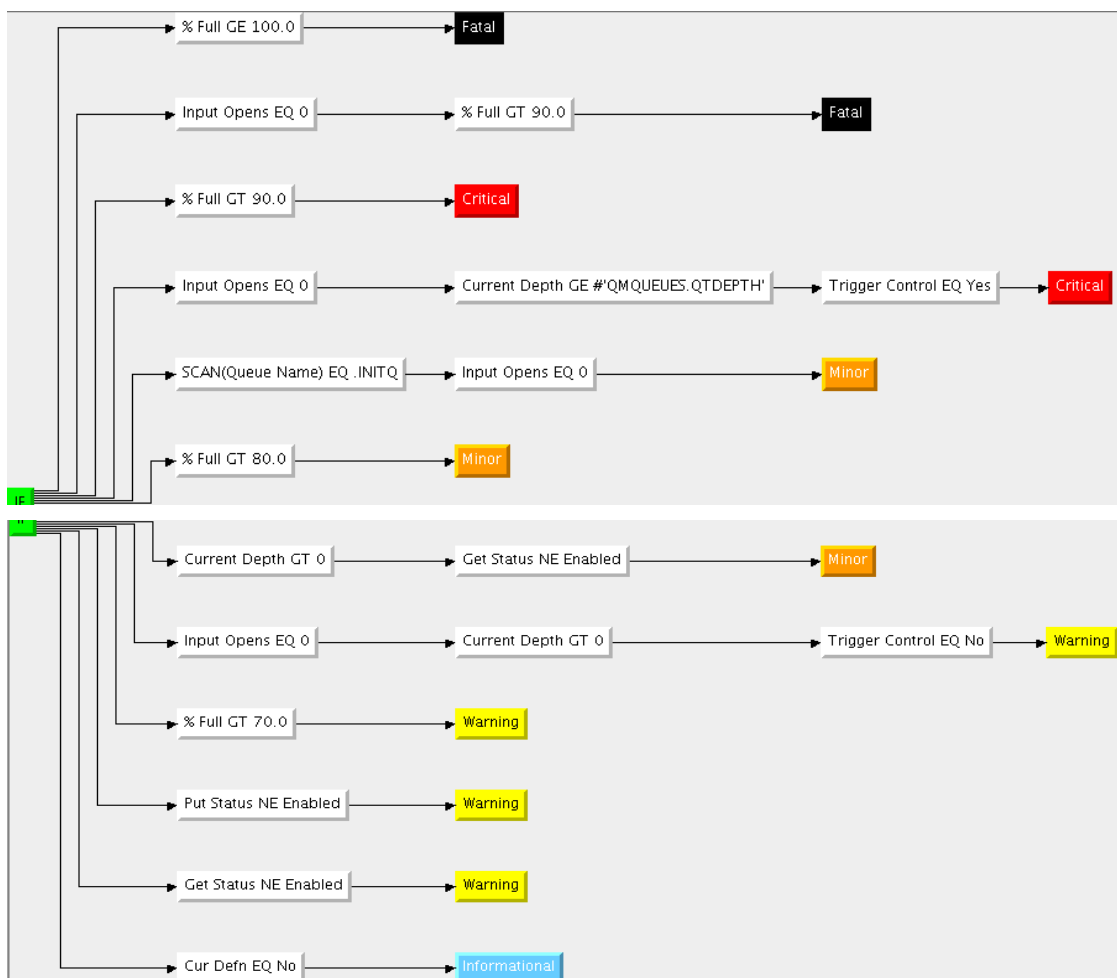 % Full GE 100.0 Fatal
Input Opens EQ 0 % Full GT 90.0 Fatal
% Full GT 90.0 Critical
Input Opens EQ 0 Current Depth GE #'QMQUEUES.QTDEPTH' Trigger Control EQ Yes Critical
SCAN(Queue Name) EQ .INITQ Input Opens EQ 0 Minor
% Full GT 80.0 Minor
IF
Current Depth GT 0 Get Status NE Enabled Minor
Input Opens EQ 0 Current Depth GT 0 Trigger Control EQ No Warning
% Full GT 70.0 Warning
Put Status NE Enabled Warning
Get Status NE Enabled Warning
Cur Defn EQ No Informational